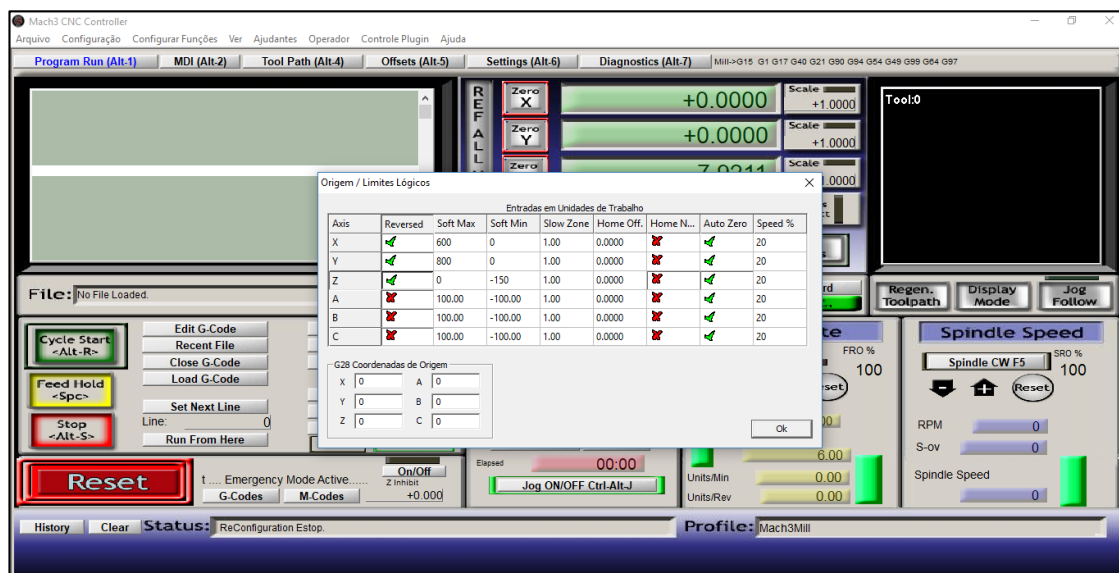 Mach3 CNC Controller
Arquivo Configuração Configurar Funções Ver Ajudantes Operador Controle Plugin Ajuda
Program Run (Alt-1) MDI (Alt-2) Tool Path (Alt-4) Offsets (Alt-5) Settings (Alt-6) Diagnostics (Alt-7) Mill->G15 G1 G17 G40 G21 G90 G94 G54 G49 G99 G64 G97
REF ALL
Zero X +0.0000 Scale +1.0000
Zero Y +0.0000 Scale +1.0000
Zero Scale
Tool:0
Origem / Limites Lógicos
Entradas em Unidades de Trabalho
Axis Reversed Soft Max Soft Min Slow Zone Home Off. Home N... Auto Zero Speed %
X 600 0 1.00 0.0000 20
Y 800 0 1.00 0.0000 20
Z 0 -150 1.00 0.0000 20
A 100.00 -100.00 1.00 0.0000 20
B 100.00 -100.00 1.00 0.0000 20
C 100.00 -100.00 1.00 0.0000 20
G28 Coordenadas de Origem
X 0 A 0
Y 0 B 0
Z 0 C 0
Ok
File: No File Loaded.
Regen. Toolpath Display Mode Jog Follow
Cycle Start <Alt-R>
Feed Hold <Spc>
Stop <Alt-S>
Edit G-Code
Recent File
Close G-Code
Load G-Code
Set Next Line
Line: 0
Run From Here
FRO %
100
6.00
Units/Min 0.00
Units/Rev 0.00
Spindle Speed
Spindle CW F5 SRO % 100
Reset
RPM 0
S-ov 0
Spindle Speed
0
Reset
t .... Emergency Mode Active......
G-Codes M-Codes
On/Off
Z Inhibit
+0.000
Elapsed 00:00
Jog ON/OFF Ctrl-Alt-J
History Clear Status: ReConfiguration Estop. Profile: Mach3Mill